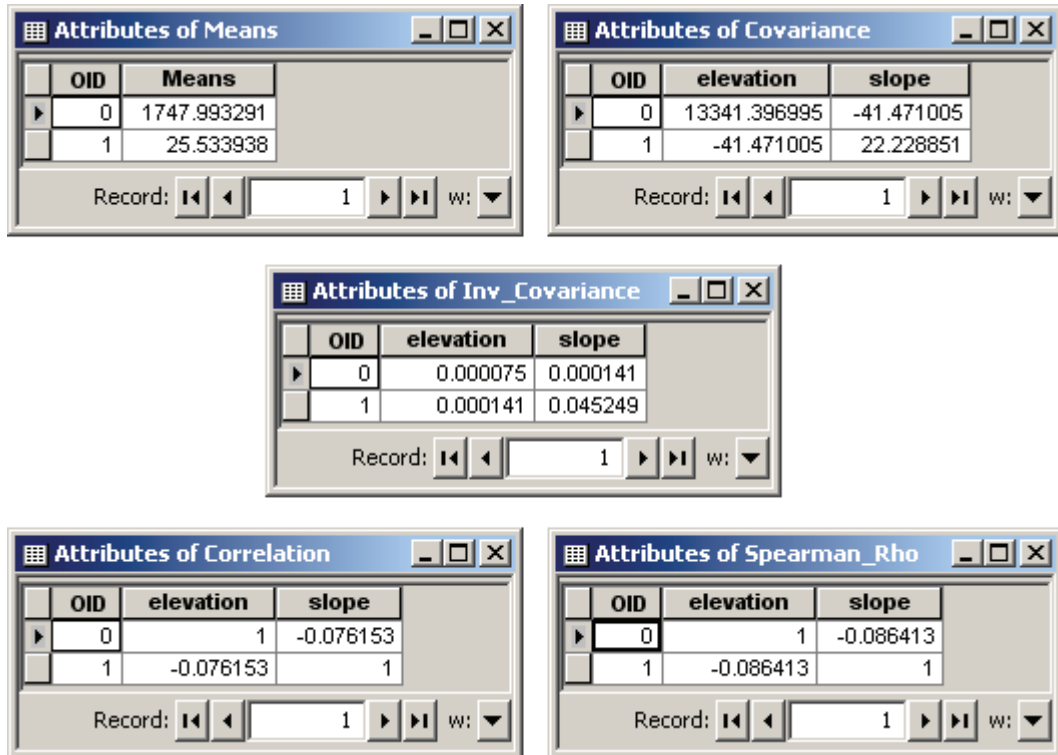 Attributes of Means
OID Means
0 1747.993291
1 25.533938
Record: 1 w:
Attributes of Covariance
OID elevation slope
0 13341.396995 -41.471005
1 -41.471005 22.228851
Record: 1 w:
Attributes of Inv_Covariance
OID elevation slope
0 0.000075 0.000141
1 0.000141 0.045249
Record: 1 w:
Attributes of Correlation
OID elevation slope
0 1 -0.076153
1 -0.076153 1
Record: 1 w:
Attributes of Spearman_Rho
OID elevation slope
0 1 -0.086413
1 -0.086413 1
Record: 1 w: